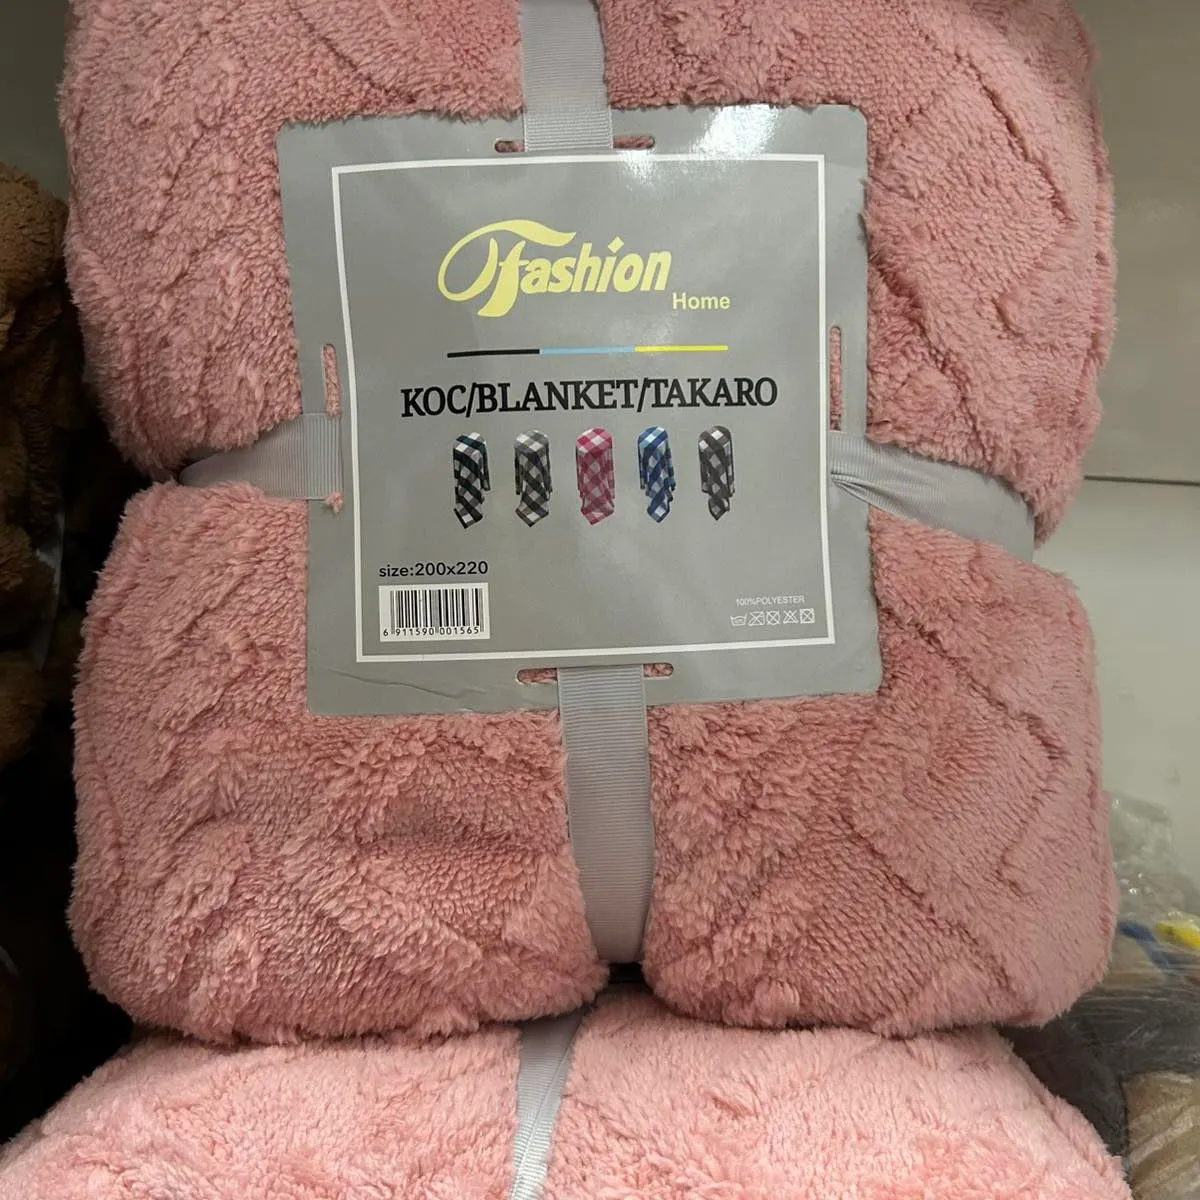 Fashion
Home
KOC/BLANKET/TAKARO
size:200x220
6 911590 001565
100%POLYESTER